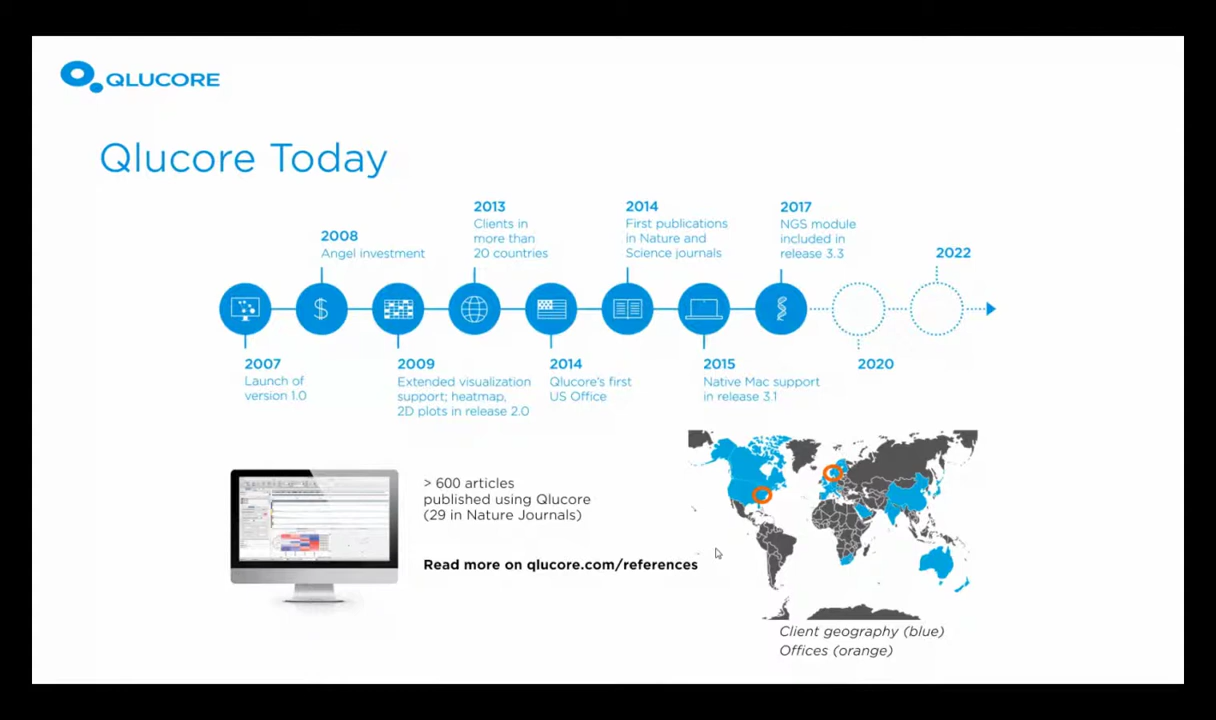 QLUCORE
Qlucore Today
2013
Clients in
more than
20 countries
2014
First publications
in Nature and
Science journals
2017
NGS module
included in
release 3.3
2008
Angel investment
2022
2007
Launch of
version 1.0
2009
Extended visualization
support; heatmap,
2D plots in release 2.0
2014
Qlucore's first
US Office
2015
Native Mac support
in release 3.1
2020
> 600 articles
published using Qlucore
(29 in Nature Journals)
Read more on qlucore.com/references
Client geography (blue)
Offices (orange)